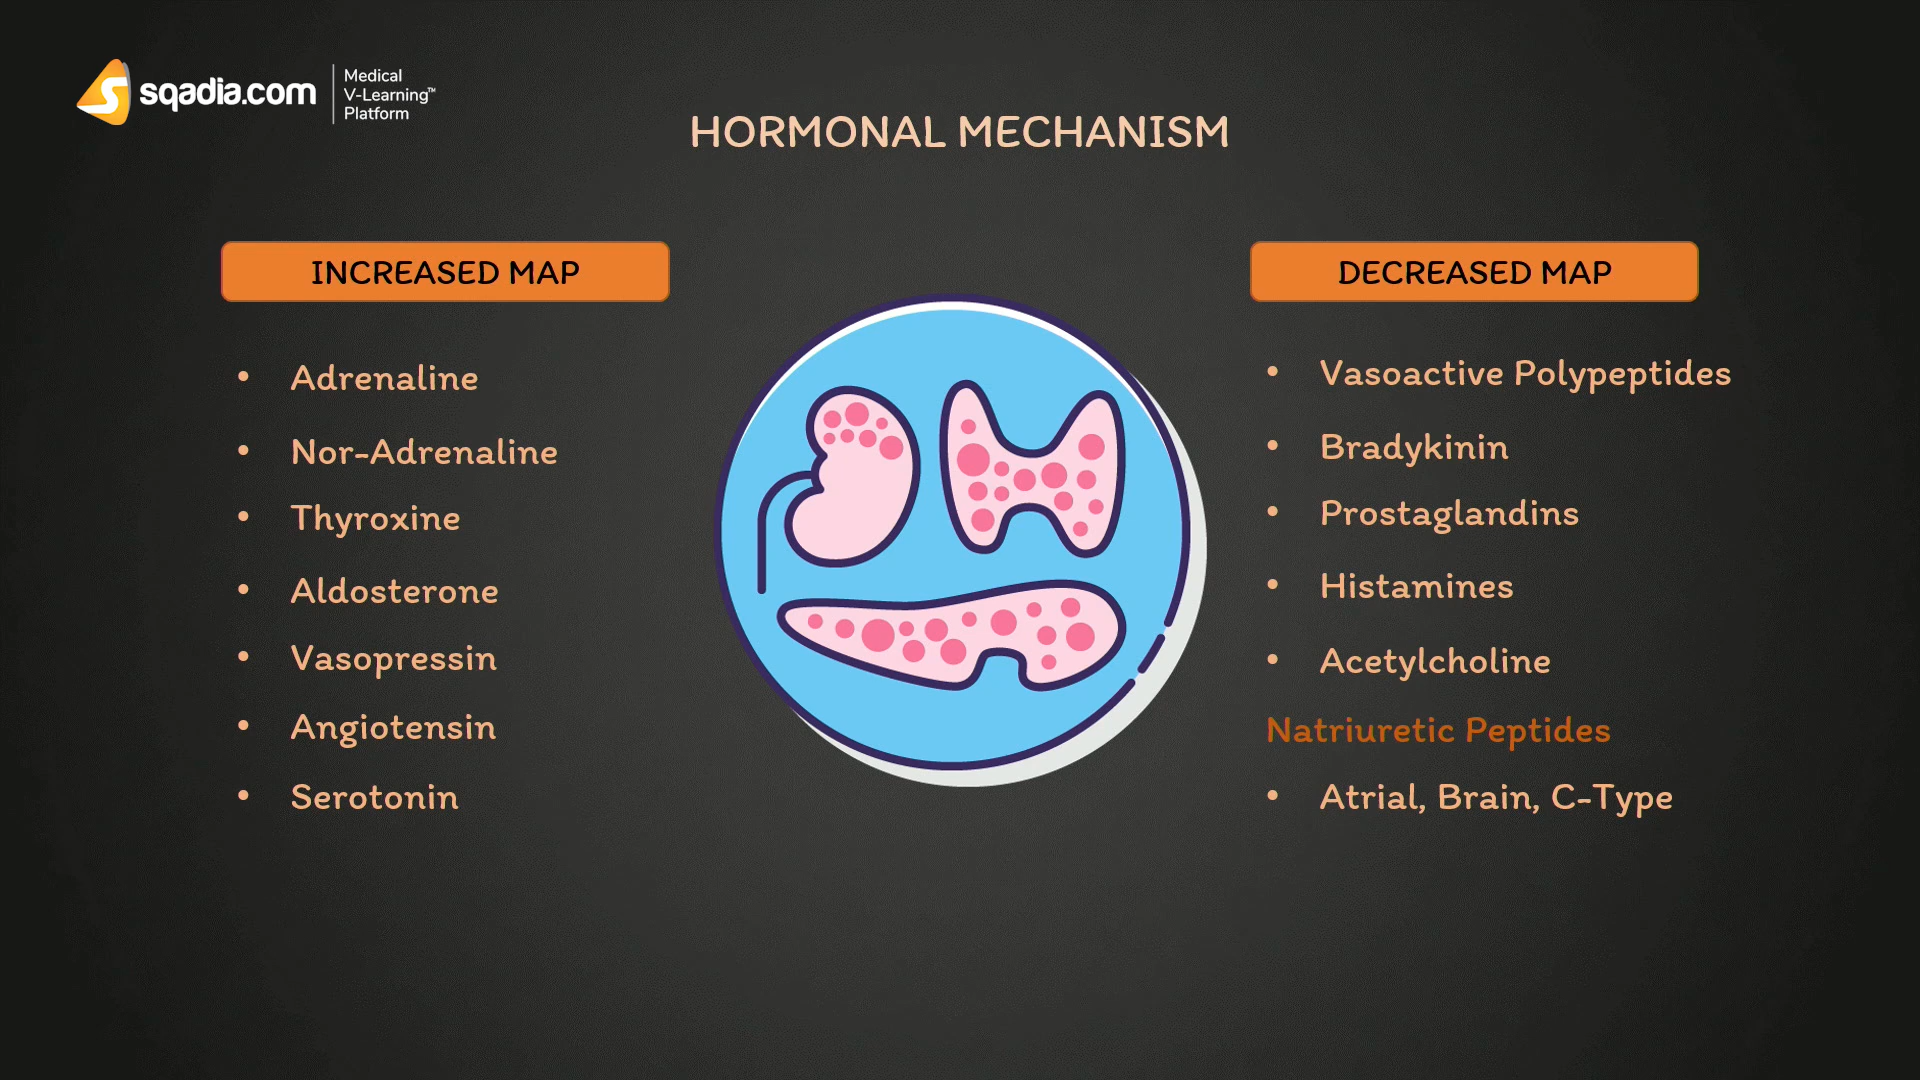 sqadia.com
Medical
V-Learning™
Platform
HORMONAL MECHANISM
INCREASED MAP
• Adrenaline
• Nor-Adrenaline
• Thyroxine
• Aldosterone
• Vasopressin
• Angiotensin
• Serotonin
DECREASED MAP
• Vasoactive Polypeptides
• Bradykinin
• Prostaglandins
• Histamines
• Acetylcholine
Natriuretic Peptides
• Atrial, Brain, C-Type